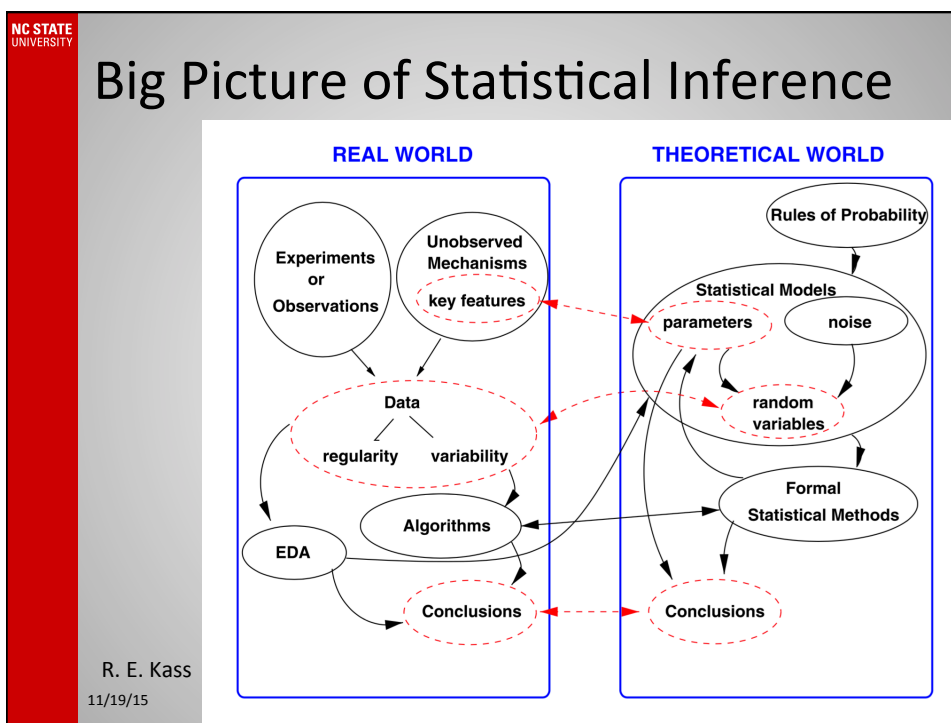 NC STATE
UNIVERSITY
Big Picture of Statistical Inference
REAL WORLD
Experiments
or
Observations
Unobserved
Mechanisms
key features
Data
regularity
variability
Algorithms
EDA
Conclusions
THEORETICAL WORLD
Rules of Probability
Statistical Models
parameters
noise
random
variables
Formal
Statistical Methods
Conclusions
R. E. Kass
11/19/15